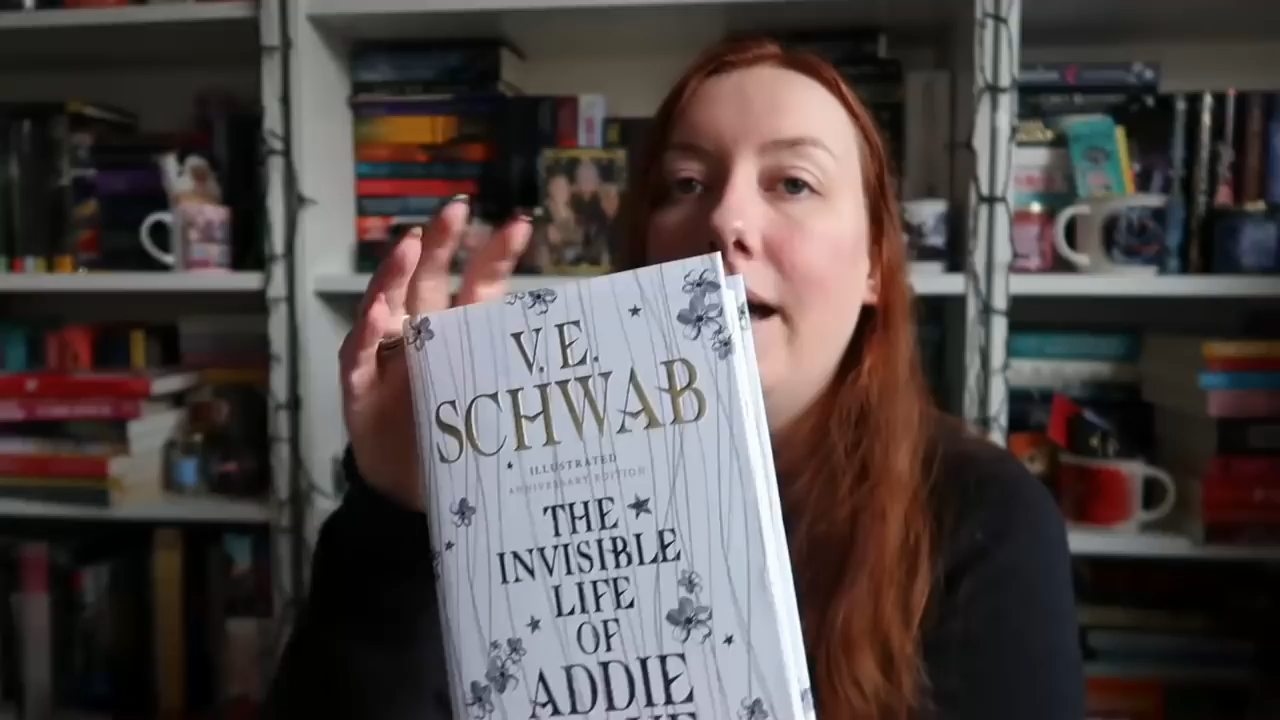 V.E.
SCHWAB
ILLUSTRATED
ANNIVERSARY EDITION
THE
INVISIBLE
LIFE
OF
ADDIE